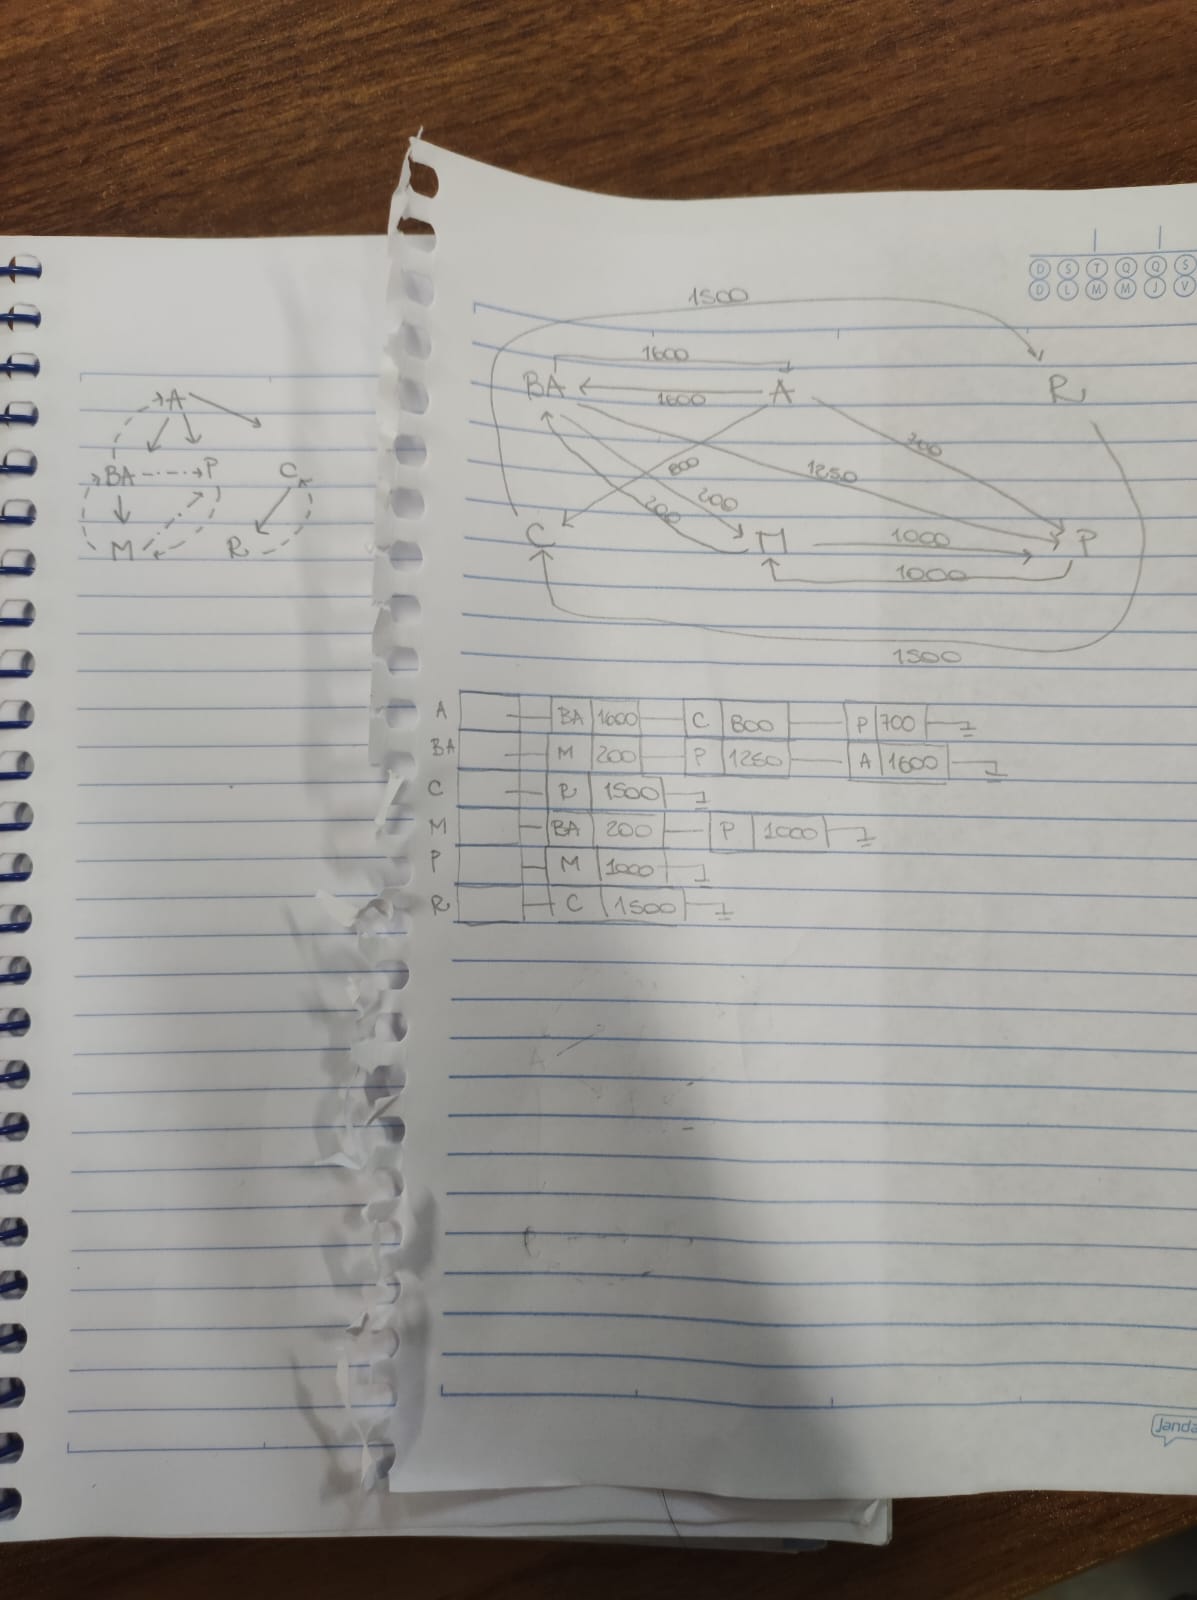 D S T Q Q S
D L M M J V
1500
1600
BA A R
1600
700
800
1250
200
200
C M P
1000
1000
1500
A
BA P C
M R
A BA 1600 C 800 P 700
BA M 200 P 1250 A 1600
C R 1500
M BA 200 P 1000
P M 1000
R C 1500
Janda